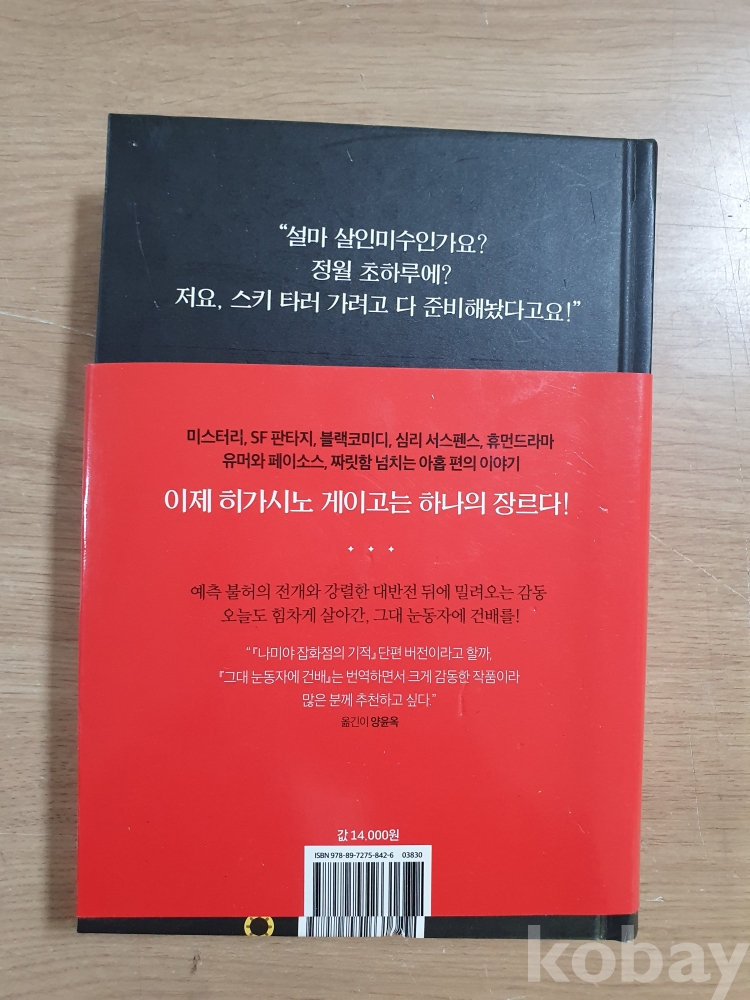 “설마 살인미수인가요?
정월 초하루에?
저요, 스키 타러 가려고 다 준비해놨다고요!”
미스터리, SF 판타지, 블랙코미디, 심리 서스펜스, 휴먼드라마
유머와 페이소스, 짜릿함 넘치는 아홉 편의 이야기
이제 히가시노 게이고는 하나의 장르다!
예측 불허의 전개와 강렬한 대반전 뒤에 밀려오는 감동
오늘도 힘차게 살아간, 그대 눈동자에 건배를!
“『나미야 잡화점의 기적』 단편 버전이라고 할까,
『그대 눈동자에 건배』는 번역하면서 크게 감동한 작품이라
많은 분께 추천하고 싶다.”
옮긴이 양윤옥
값 14,000원
ISBN 978-89-7275-842-6 03830
kobay